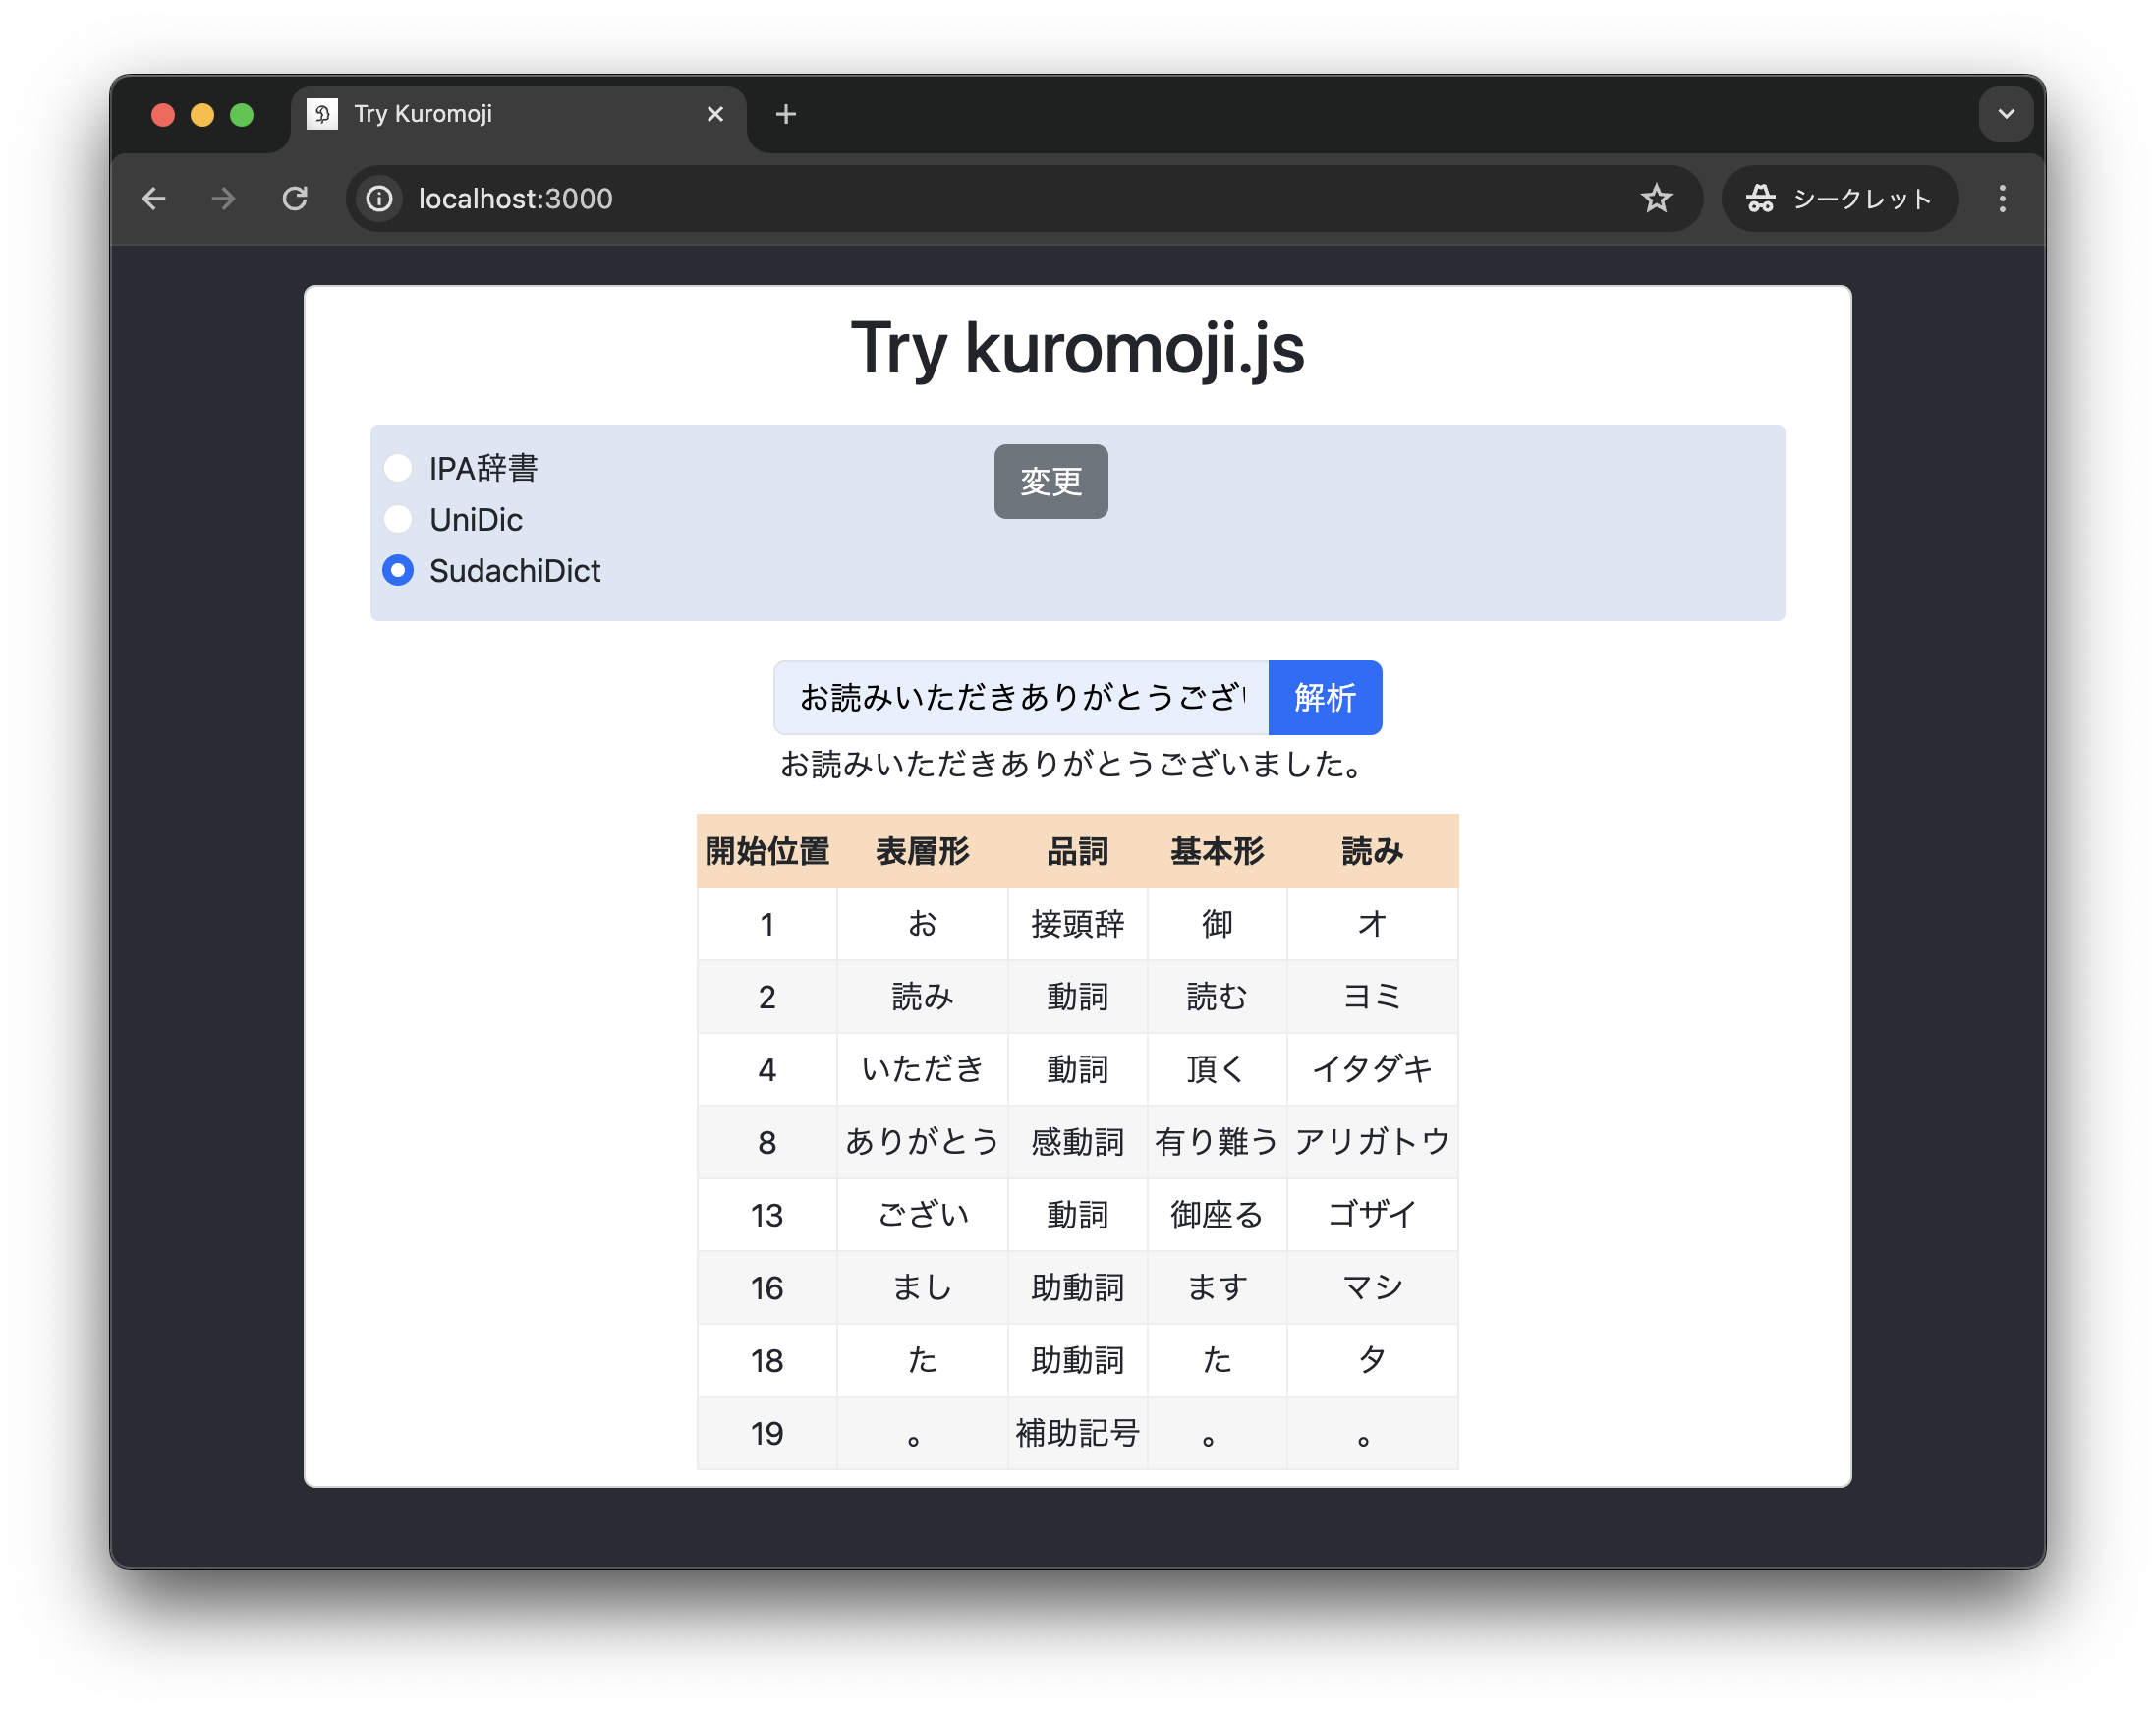 Try Kuromoji
localhost:3000
シークレット
Try kuromoji.js
IPA辞書
変更
UniDic
SudachiDict
お読みいただきありがとうござい 解析
お読みいただきありがとうございました。
開始位置 表層形 品詞 基本形 読み
1 お 接頭辞 御 オ
2 読み 動詞 読む ヨミ
4 いただき 動詞 頂く イタダキ
8 ありがとう 感動詞 有り難う アリガトウ
13 ござい 動詞 御座る ゴザイ
16 まし 助動詞 ます マシ
18 た 助動詞 た タ
19 。 補助記号 。 。